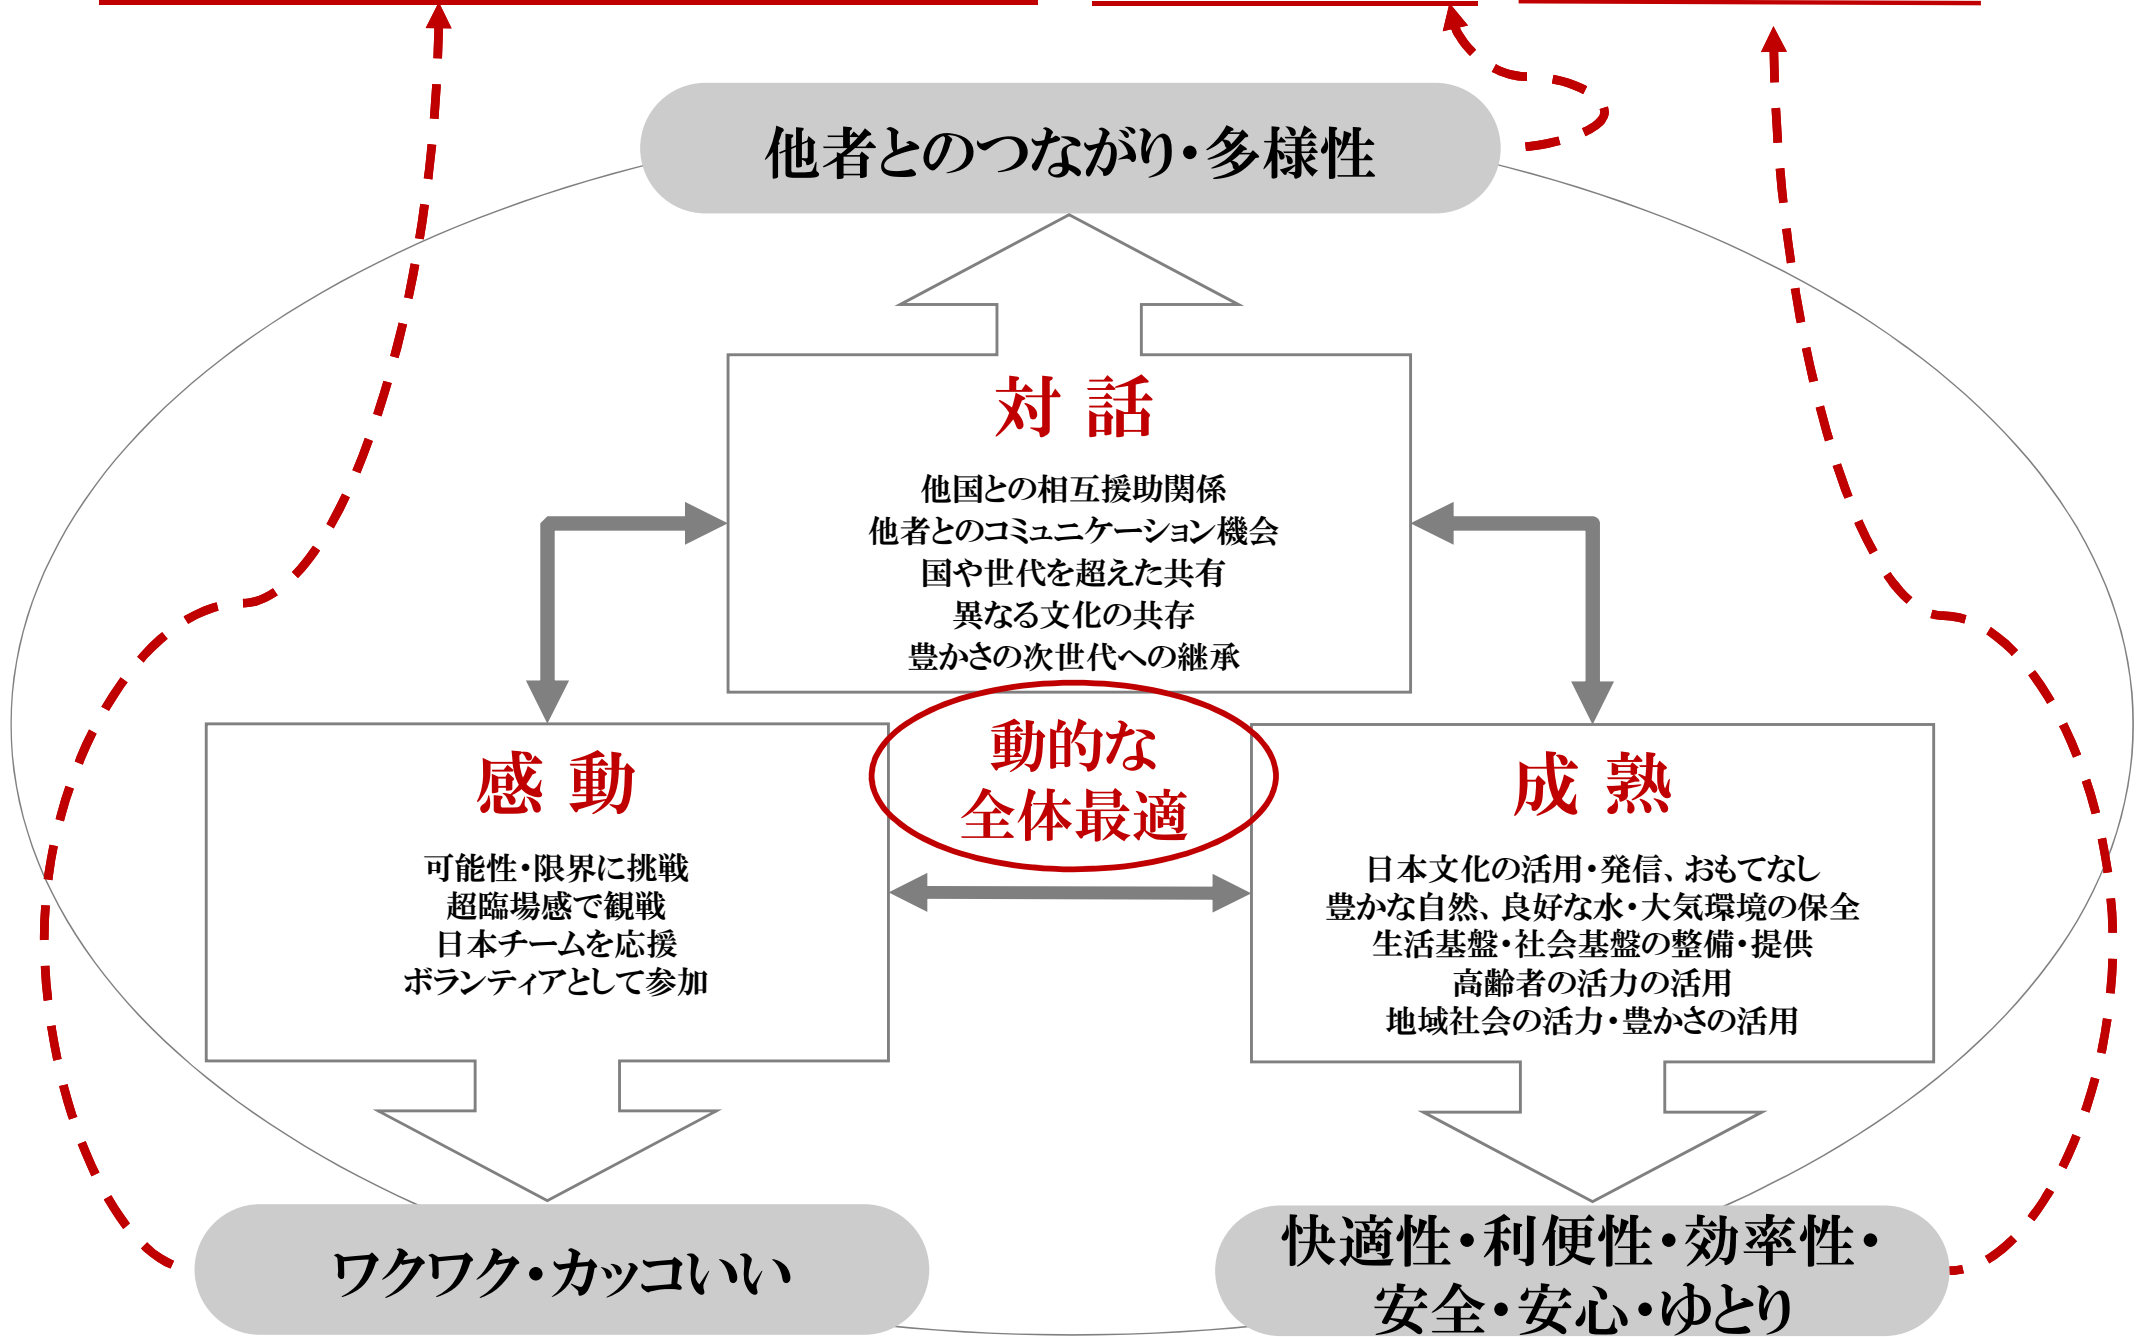 他者とのつながり・多様性
対 話
他国との相互援助関係
他者とのコミュニケーション機会
国や世代を超えた共有
異なる文化の共存
豊かさの次世代への継承
動的な
全体最適
感 動
可能性・限界に挑戦
超臨場感で観戦
日本チームを応援
ボランティアとして参加
成 熟
日本文化の活用・発信、おもてなし
豊かな自然、良好な水・大気環境の保全
生活基盤・社会基盤の整備・提供
高齢者の活力の活用
地域社会の活力・豊かさの活用
ワクワク・カッコいい
快適性・利便性・効率性・
安全・安心・ゆとり